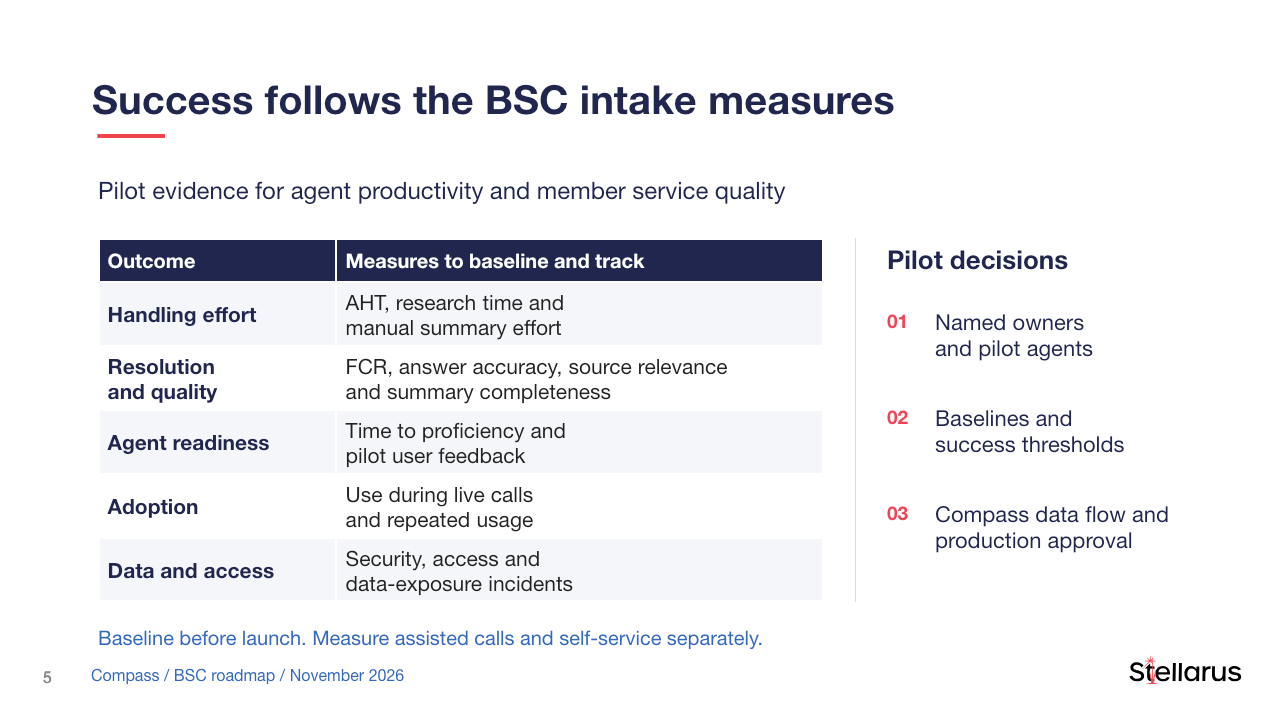 Success follows the BSC intake measures
Pilot evidence for agent productivity and member service quality
Outcome
Measures to baseline and track
Handling effort
AHT, research time and
manual summary effort
Resolution
and quality
FCR, answer accuracy, source relevance
and summary completeness
Agent readiness
Time to proficiency and
pilot user feedback
Adoption
Use during live calls
and repeated usage
Data and access
Security, access and
data-exposure incidents
Pilot decisions
01
Named owners
and pilot agents
02
Baselines and
success thresholds
03
Compass data flow and
production approval
Baseline before launch. Measure assisted calls and self-service separately.
5
Compass / BSC roadmap / November 2026
Stellarus